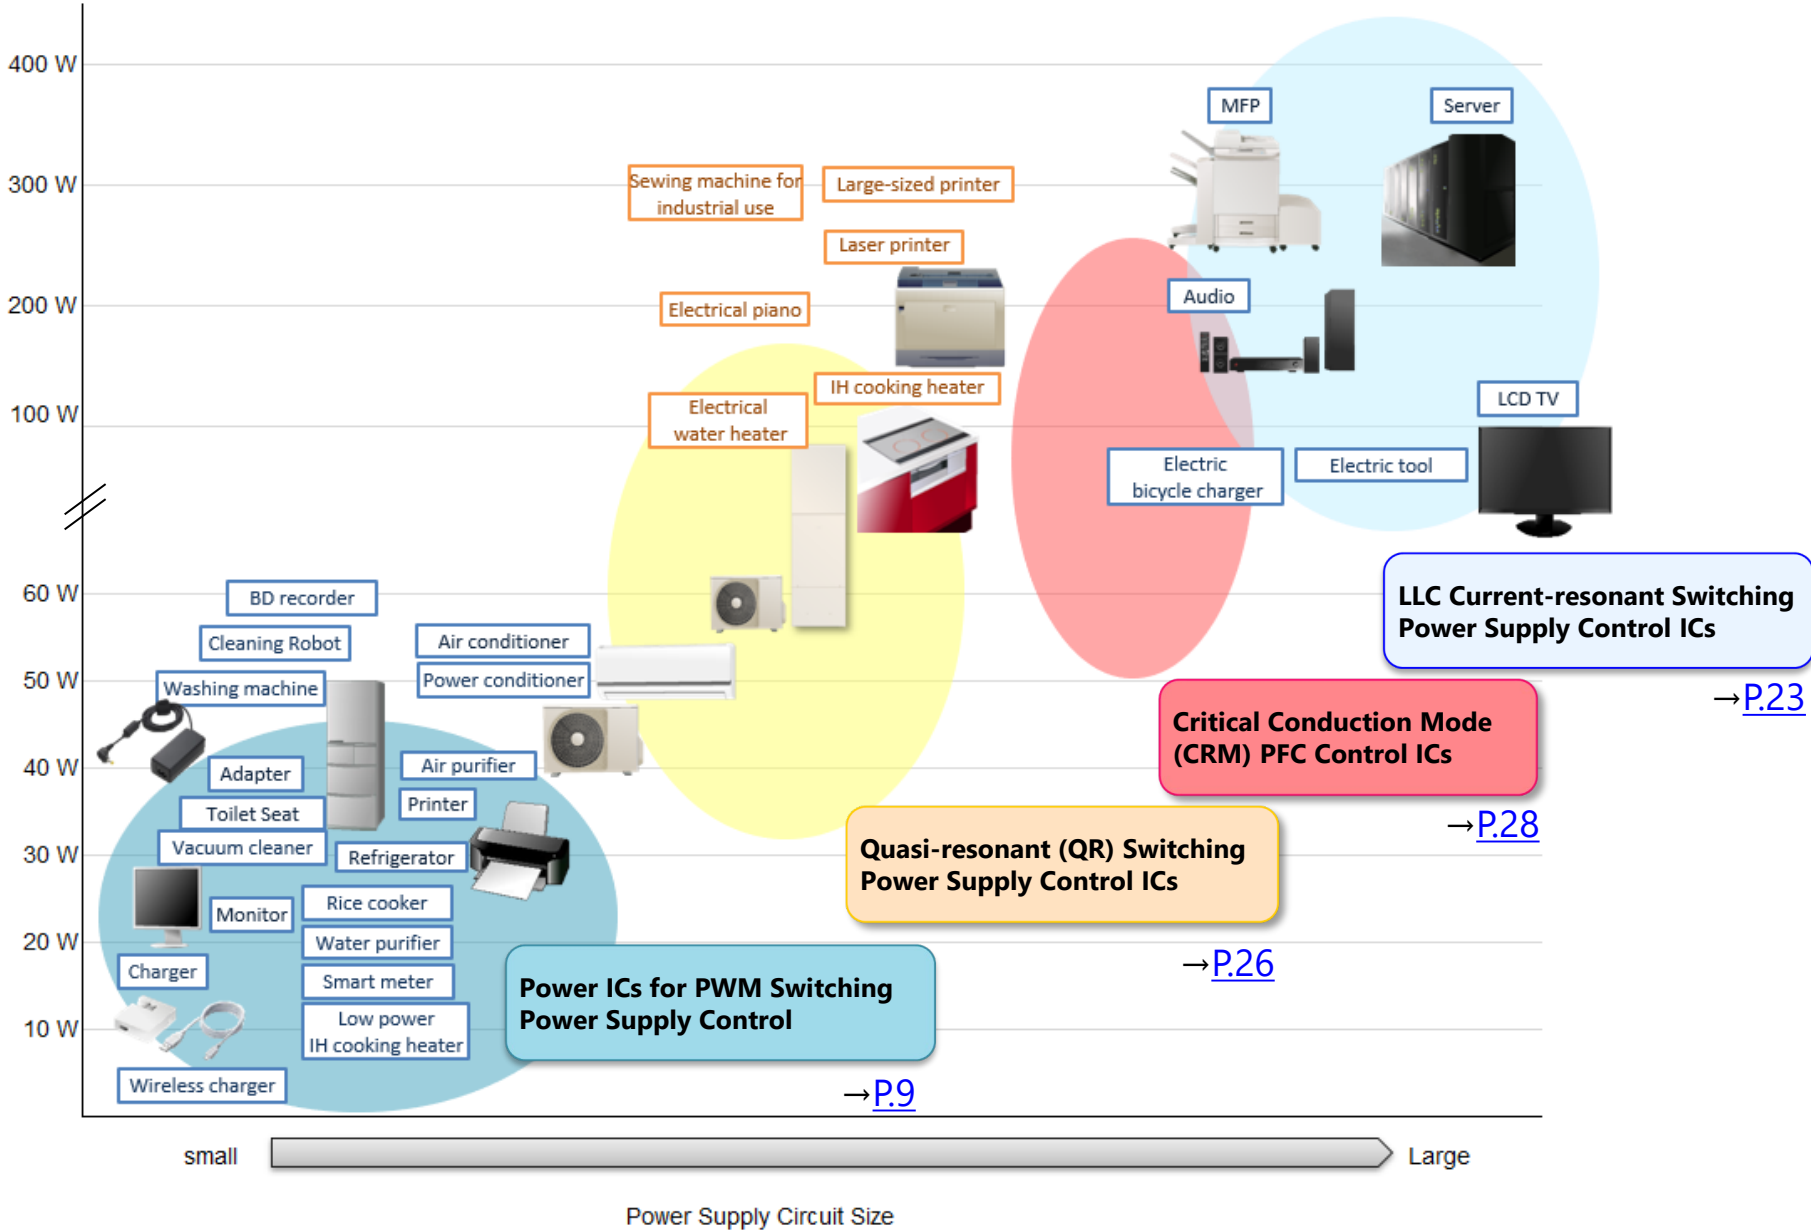 400 W
MFP
Server
300 W
Sewing machine for
industrial use
Large-sized printer
Laser printer
200 W
Electrical piano
Audio
IH cooking heater
100 W
Electrical
water heater
LCD TV
Electric
bicycle charger
Electric tool
60 W
BD recorder
LLC Current-resonant Switching
Power Supply Control ICs
→P.23
Cleaning Robot
Air conditioner
50 W
Washing machine
Power conditioner
Critical Conduction Mode
(CRM) PFC Control ICs
→P.28
40 W
Adapter
Air purifier
Toilet Seat
Printer
30 W
Vacuum cleaner
Refrigerator
Quasi-resonant (QR) Switching
Power Supply Control ICs
→P.26
Monitor
Rice cooker
20 W
Water purifier
Charger
Smart meter
Power ICs for PWM Switching
Power Supply Control
→P.9
10 W
Low power
IH cooking heater
Wireless charger
small
Large
Power Supply Circuit Size